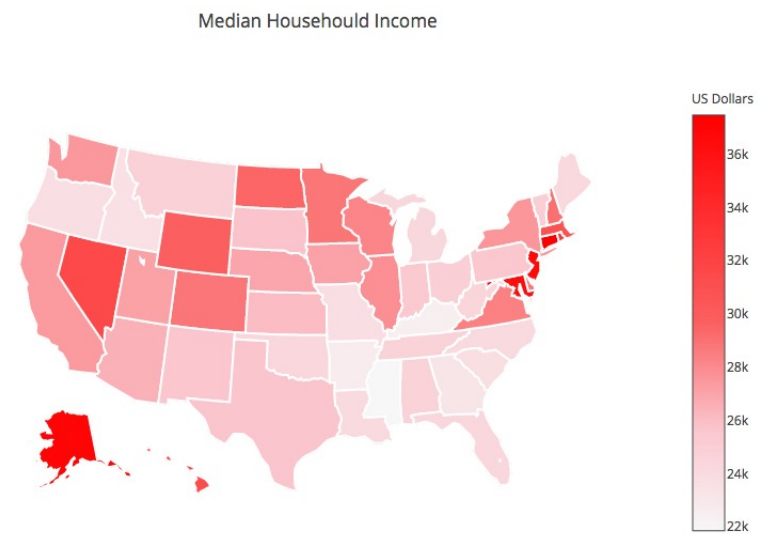 Median Househould Income
US Dollars
36k
34k
32k
30k
28k
26k
24k
22k